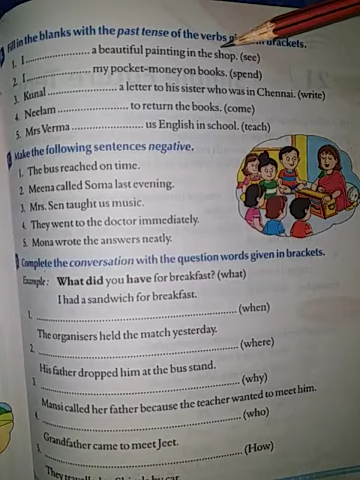 Fill in the blanks with the past tense of the verbs brackets.
1. I ........................ a beautiful painting in the shop. (see)
2. I ........................ my pocket-money on books. (spend)
3. Kunal ........................ a letter to his sister who was in Chennai. (write)
4. Neelam ........................ to return the books. (come)
5. Mrs Verma ........................ us English in school. (teach)
Make the following sentences negative.
1. The bus reached on time.
2. Meena called Soma last evening.
3. Mrs. Sen taught us music.
4. They went to the doctor immediately.
5. Mona wrote the answers neatly.
Complete the conversation with the question words given in brackets.
Example: What did you have for breakfast? (what)
I had a sandwich for breakfast.
1. ........................ (when)
The organisers held the match yesterday.
2. ........................ (where)
His father dropped him at the bus stand.
3. ........................ (why)
Mansi called her father because the teacher wanted to meet him.
4. ........................ (who)
Grandfather came to meet Jeet.
5. ........................ (How)
They by car.